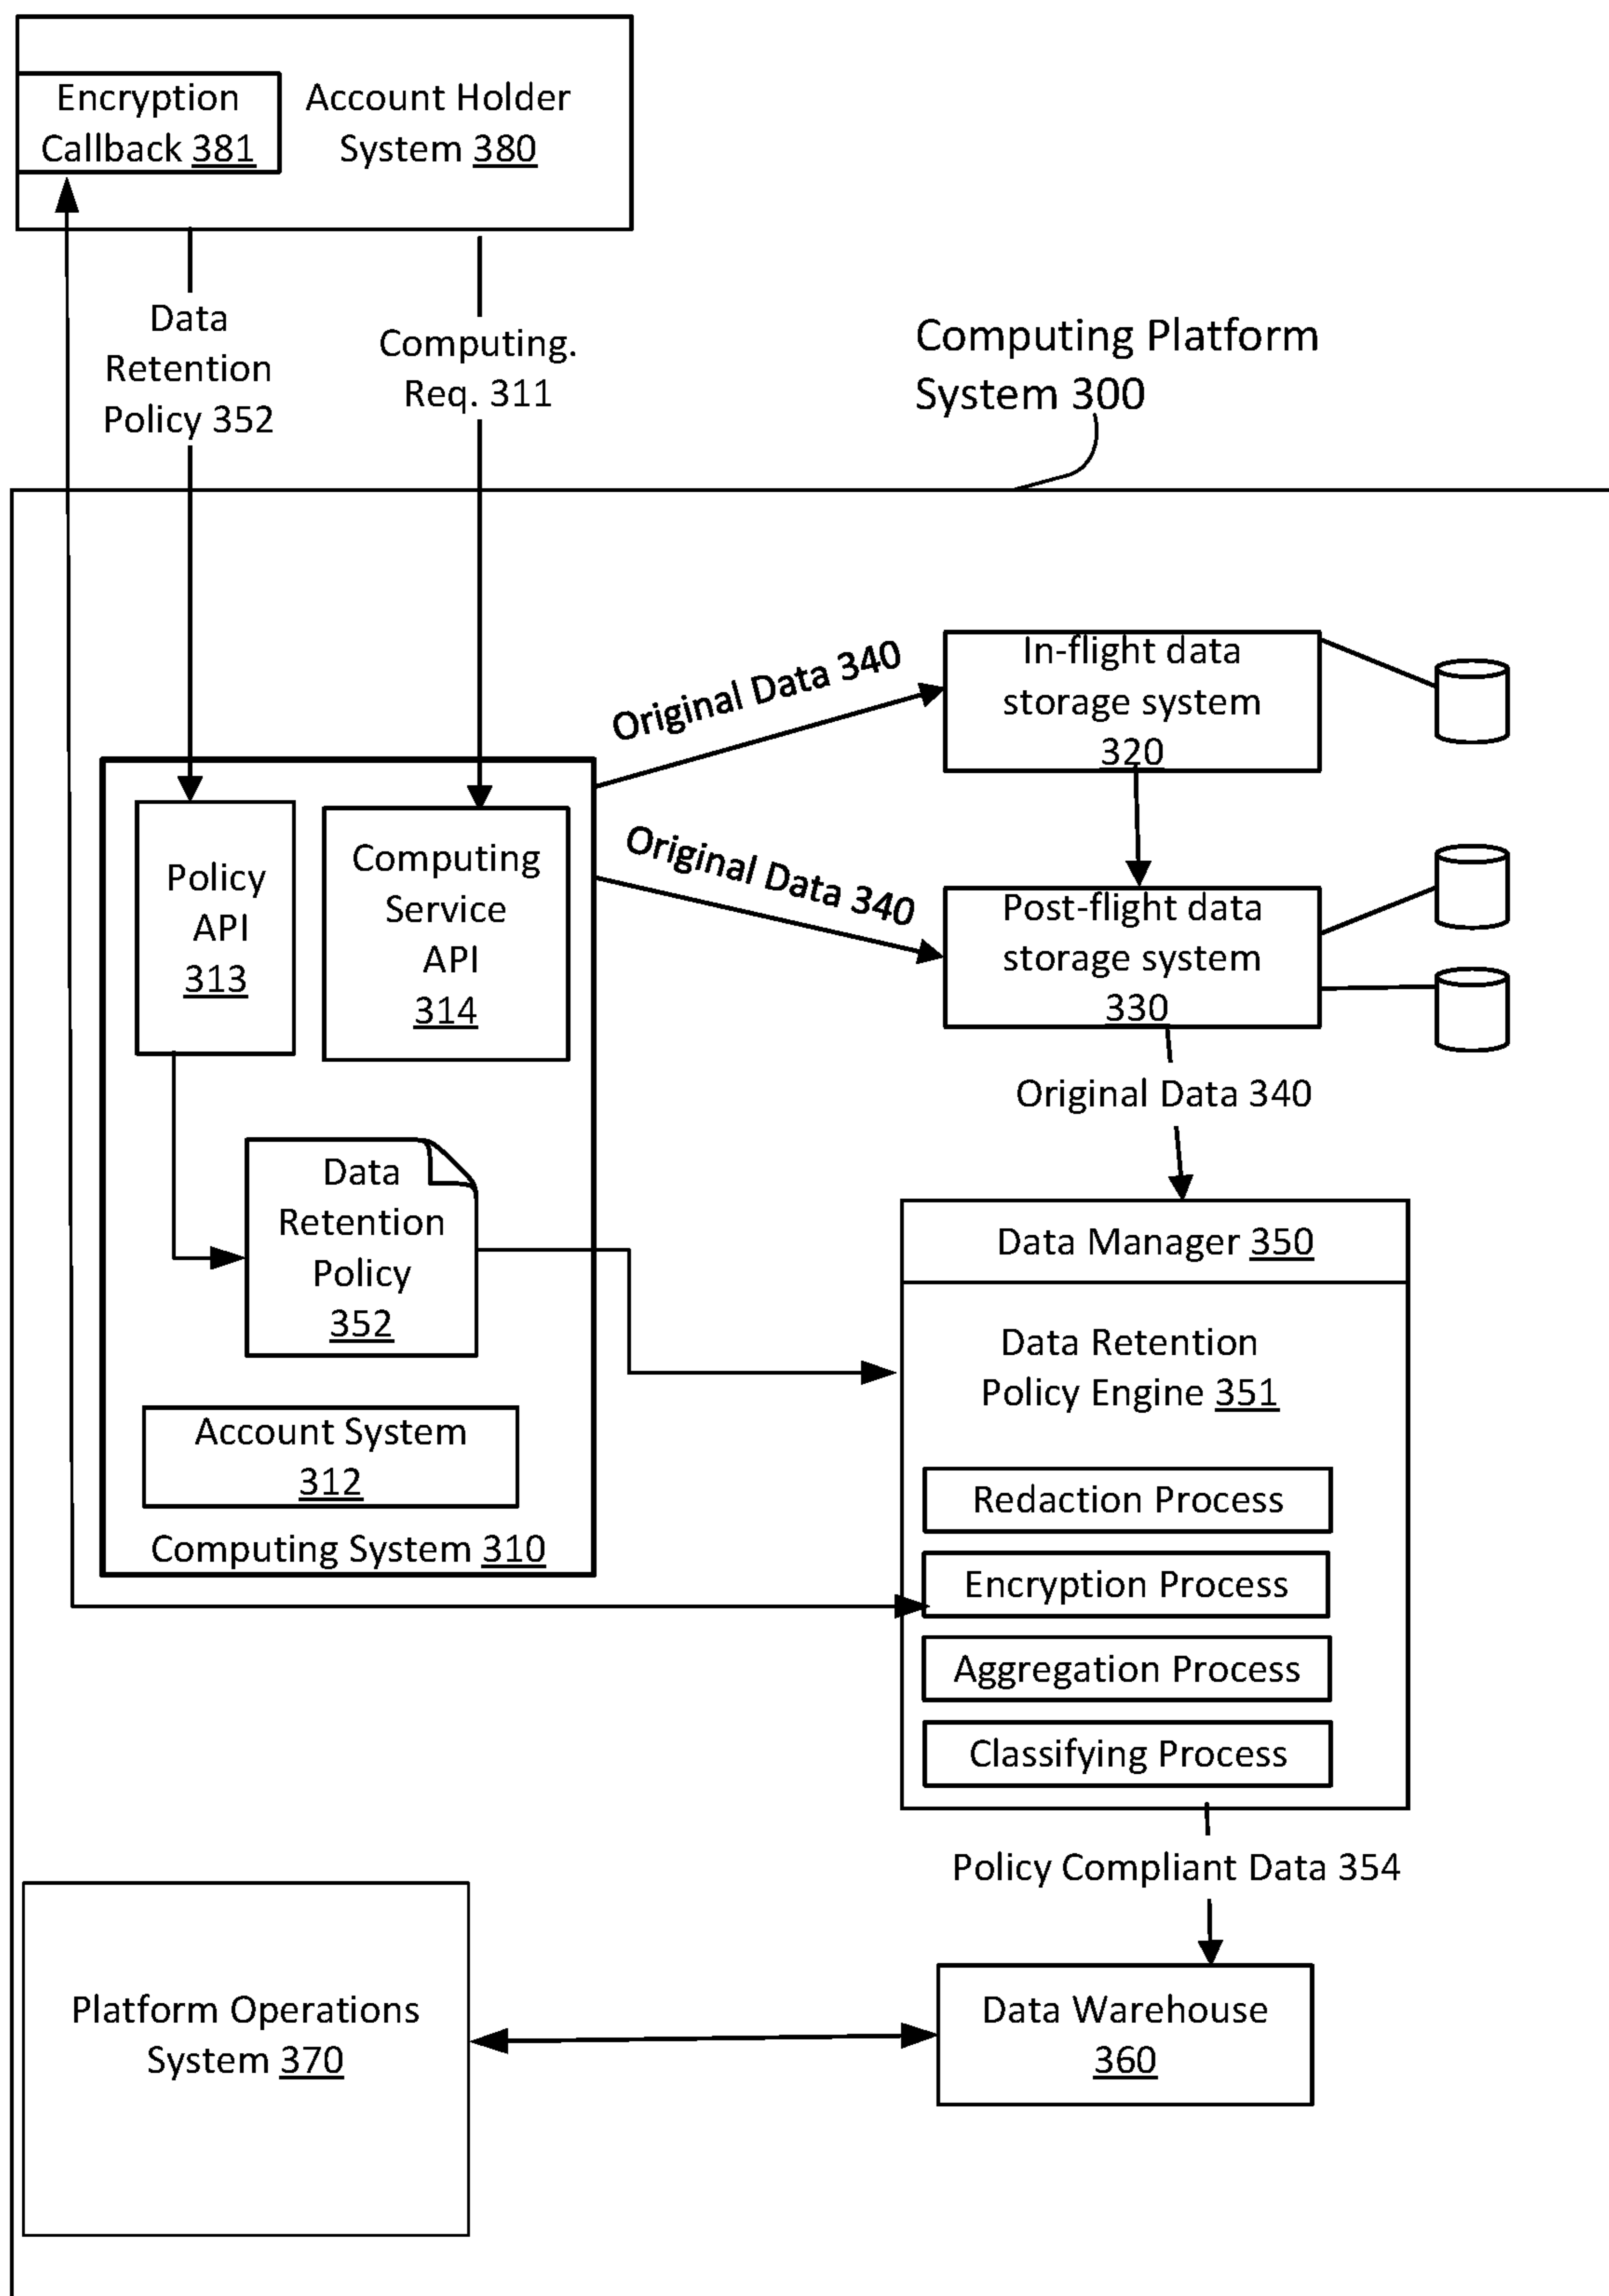 Encryption
Callback 381
Account Holder
System 380
Data
Retention
Policy 352
Computing.
Req. 311
Computing Platform
System 300
Original Data 340
In-flight data
storage system
320
Original Data 340
Post-flight data
storage system
330
Policy
API
313
Computing
Service
API
314
Original Data 340
Data
Retention
Policy
352
Account System
312
Computing System 310
Data Manager 350
Data Retention
Policy Engine 351
Redaction Process
Encryption Process
Aggregation Process
Classifying Process
Policy Compliant Data 354
Platform Operations
System 370
Data Warehouse
360